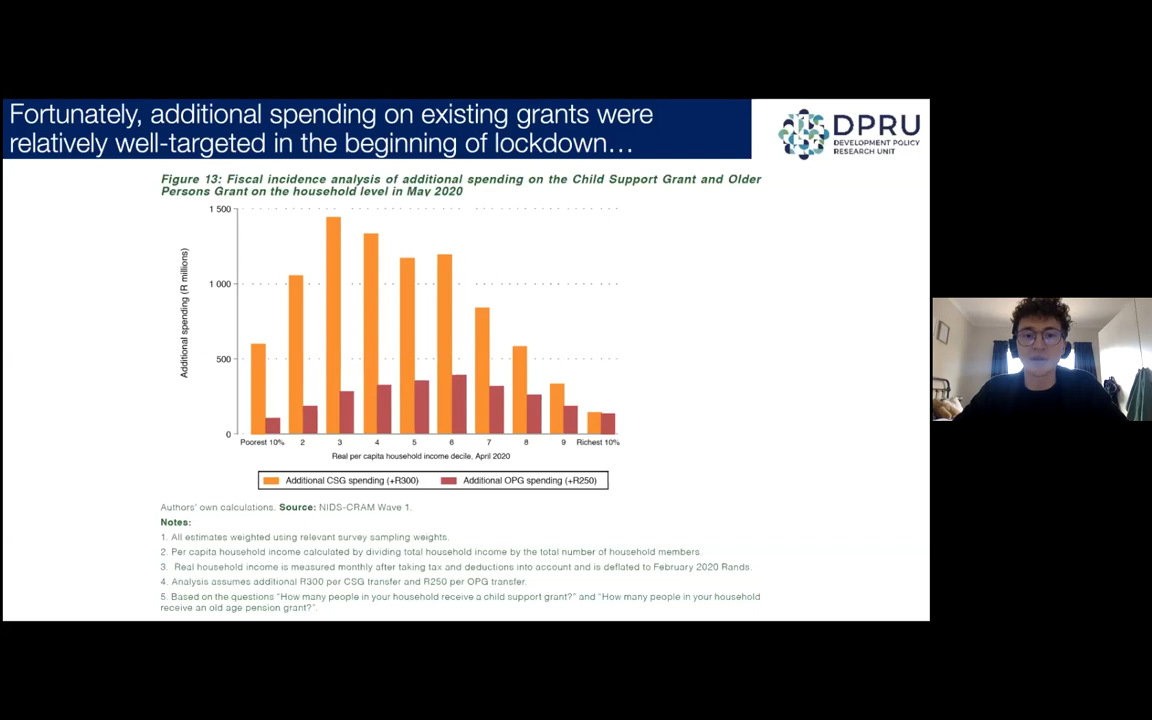 Fortunately, additional spending on existing grants were
relatively well-targeted in the beginning of lockdown…
DPRU
DEVELOPMENT POLICY
RESEARCH UNIT
Figure 13: Fiscal incidence analysis of additional spending on the Child Support Grant and Older
Persons Grant on the household level in May 2020
Additional spending (R millions)
1 500
1 000
500
0
Poorest 10% 2 3 4 5 6 7 8 9 Richest 10%
Real per capita household income decile, April 2020
Additional CSG spending (+R300) Additional OPG spending (+R250)
Authors' own calculations. Source: NIDS-CRAM Wave 1.
Notes:
1. All estimates weighted using relevant survey sampling weights.
2. Per capita household income calculated by dividing total household income by the total number of household members.
3. Real household income is measured monthly after taking tax and deductions into account and is deflated to February 2020 Rands.
4. Analysis assumes additional R300 per CSG transfer and R250 per OPG transfer.
5. Based on the questions "How many people in your household receive a child support grant?" and "How many people in your household
receive an old age pension grant?".